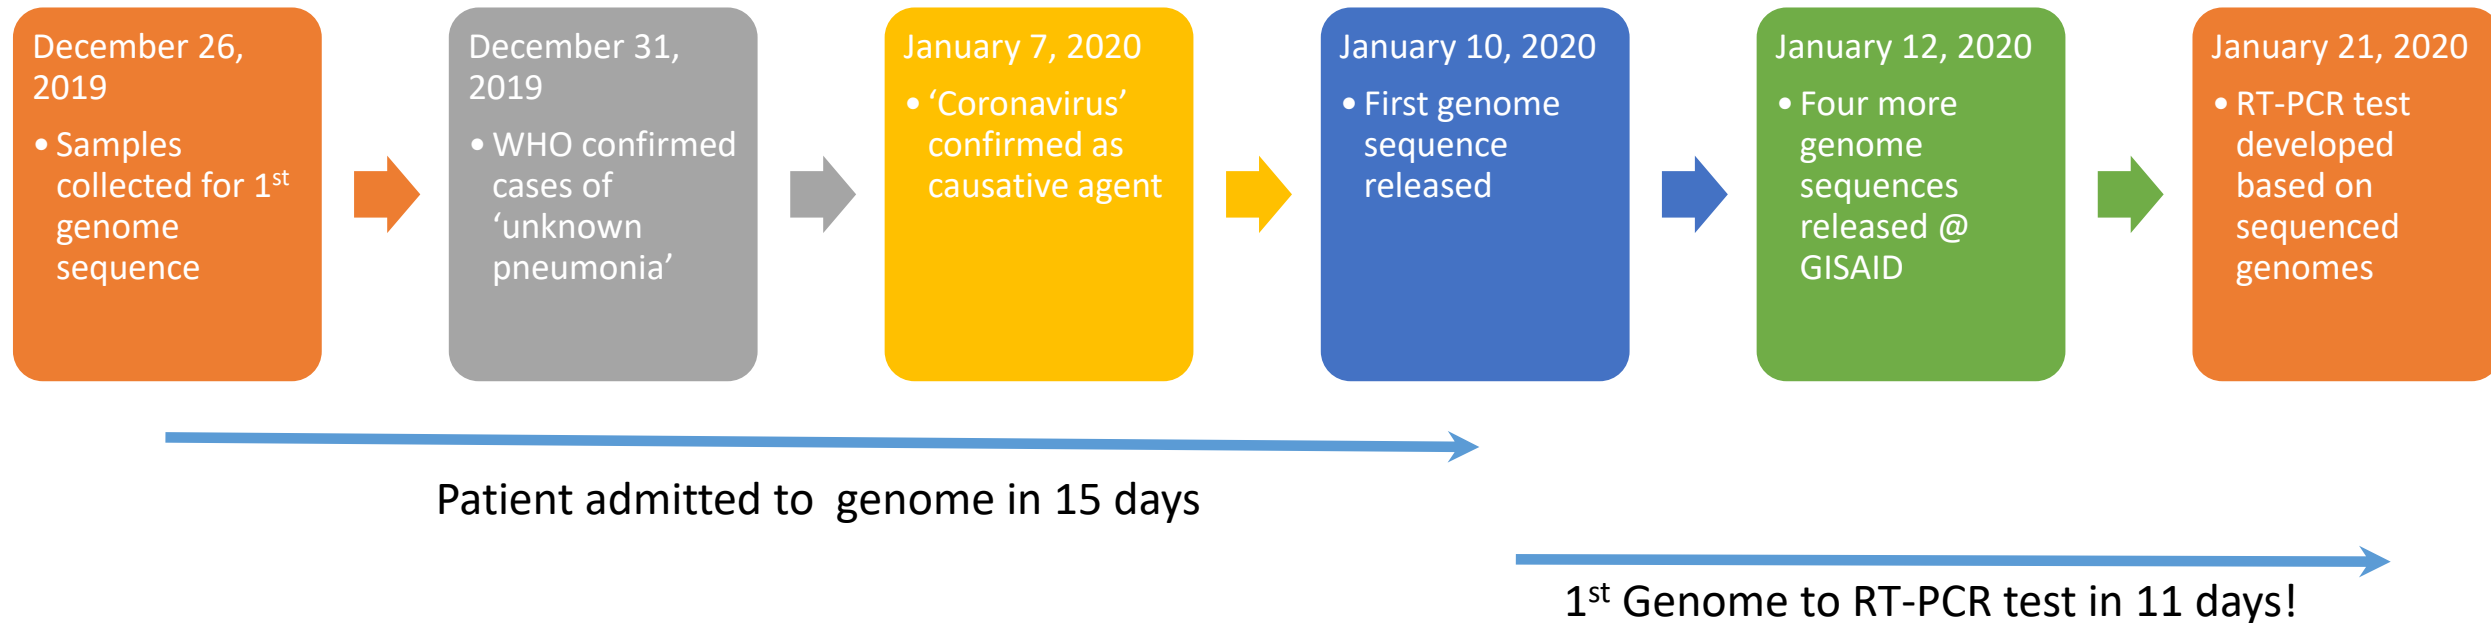 December 26,
2019
• Samples
collected for 1st
genome
sequence
December 31,
2019
• WHO confirmed
cases of
‘unknown
pneumonia’
January 7, 2020
• ‘Coronavirus’
confirmed as
causative agent
January 10, 2020
• First genome
sequence
released
January 12, 2020
• Four more
genome
sequences
released @
GISAID
January 21, 2020
• RT-PCR test
developed
based on
sequenced
genomes
Patient admitted to genome in 15 days
1st Genome to RT-PCR test in 11 days!